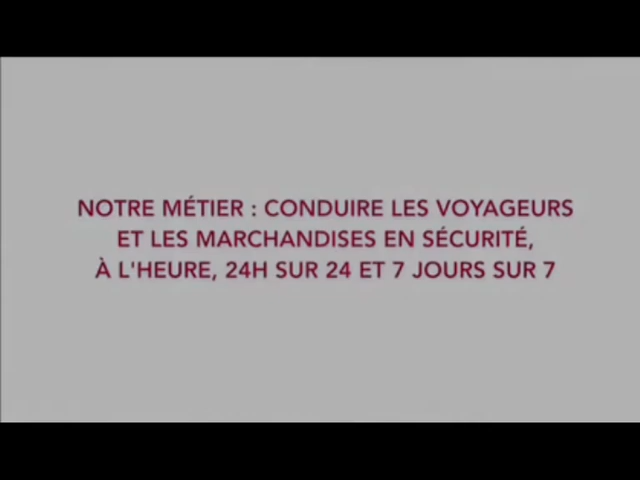 NOTRE MÉTIER : CONDUIRE LES VOYAGEURS
ET LES MARCHANDISES EN SÉCURITÉ,
À L'HEURE, 24H SUR 24 ET 7 JOURS SUR 7